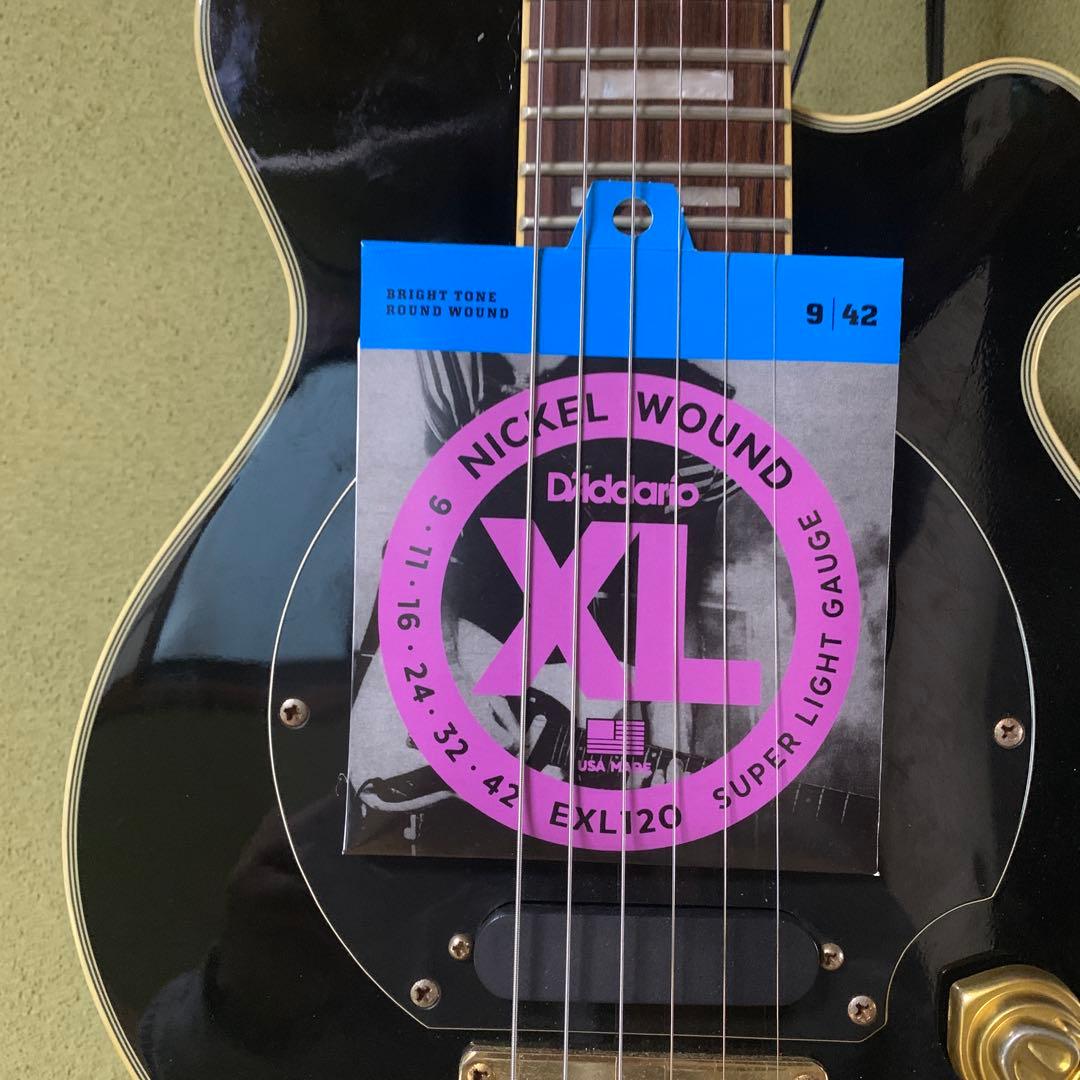 BRIGHT TONE
ROUND WOUND
9|42
NICKEL WOUND
D'Addario
XL
9 · 11 · 16 · 24 · 32 · 42
SUPER LIGHT GAUGE
USA MADE
EXL120